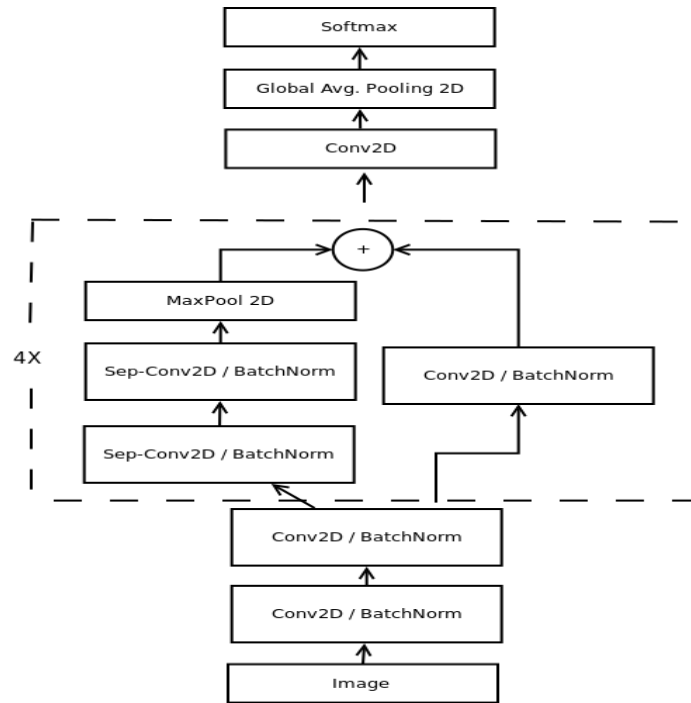 Softmax
Global Avg. Pooling 2D
Conv2D
+
MaxPool 2D
4X
Sep-Conv2D / BatchNorm
Conv2D / BatchNorm
Sep-Conv2D / BatchNorm
Conv2D / BatchNorm
Conv2D / BatchNorm
Image